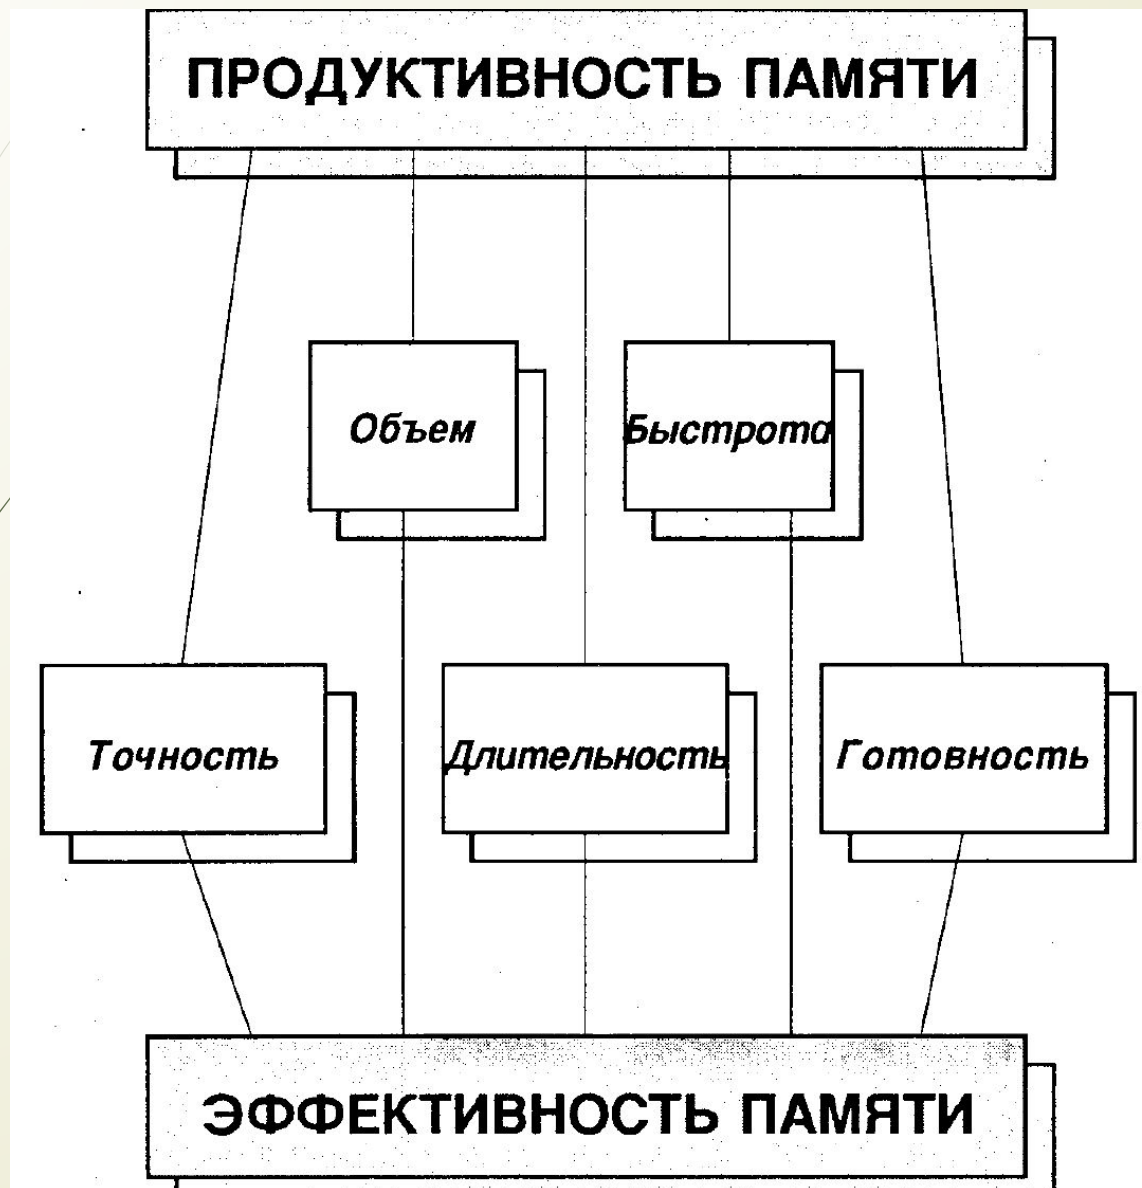 ПРОДУКТИВНОСТЬ ПАМЯТИ
Объем
Быстрота
Точность
Длительность
Готовность
ЭФФЕКТИВНОСТЬ ПАМЯТИ